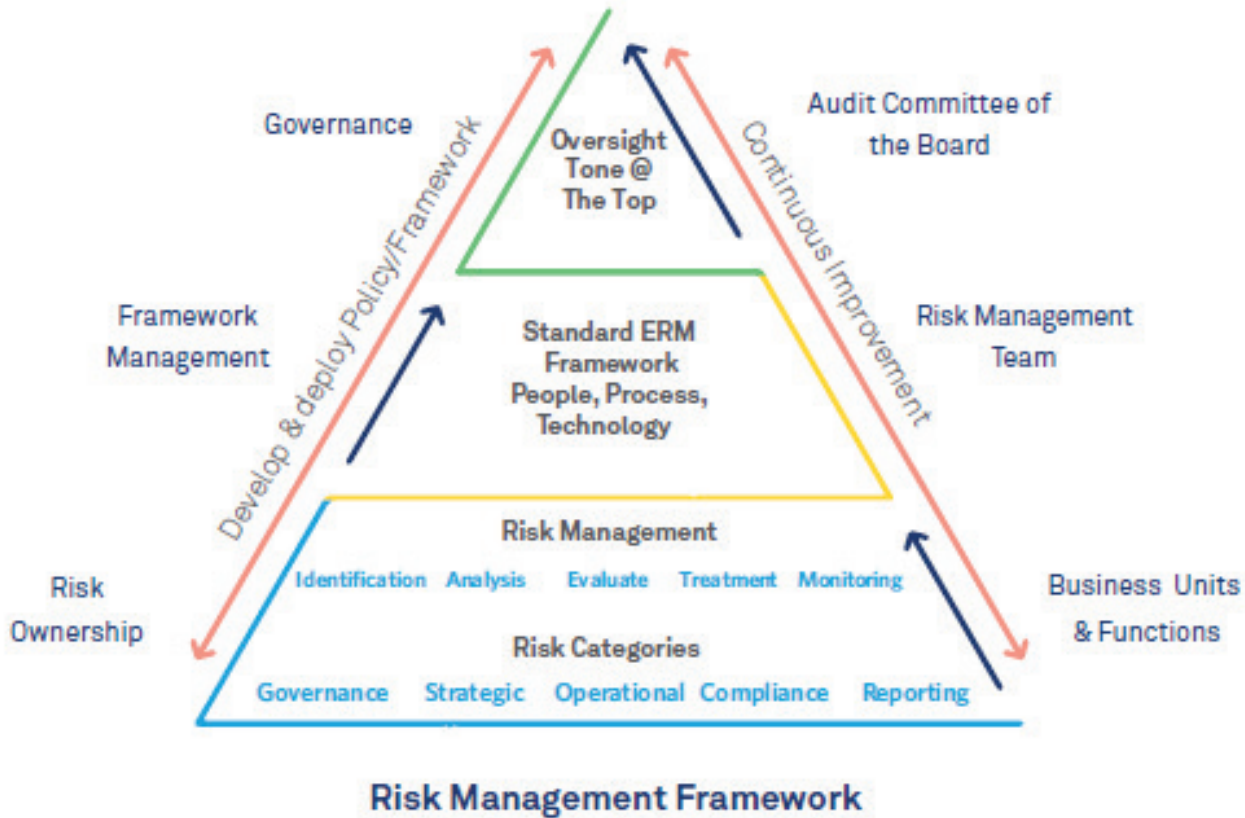 Governance
Oversight
Tone @
The Top
Audit Committee of
the Board
Develop & deploy Policy/Framework
Continuous Improvement
Framework
Management
Standard ERM
Framework
People, Process,
Technology
Risk Management
Team
Risk Management
Identification Analysis Evaluate Treatment Monitoring
Risk
Ownership
Business Units
& Functions
Risk Categories
Governance Strategic Operational Compliance Reporting
Risk Management Framework